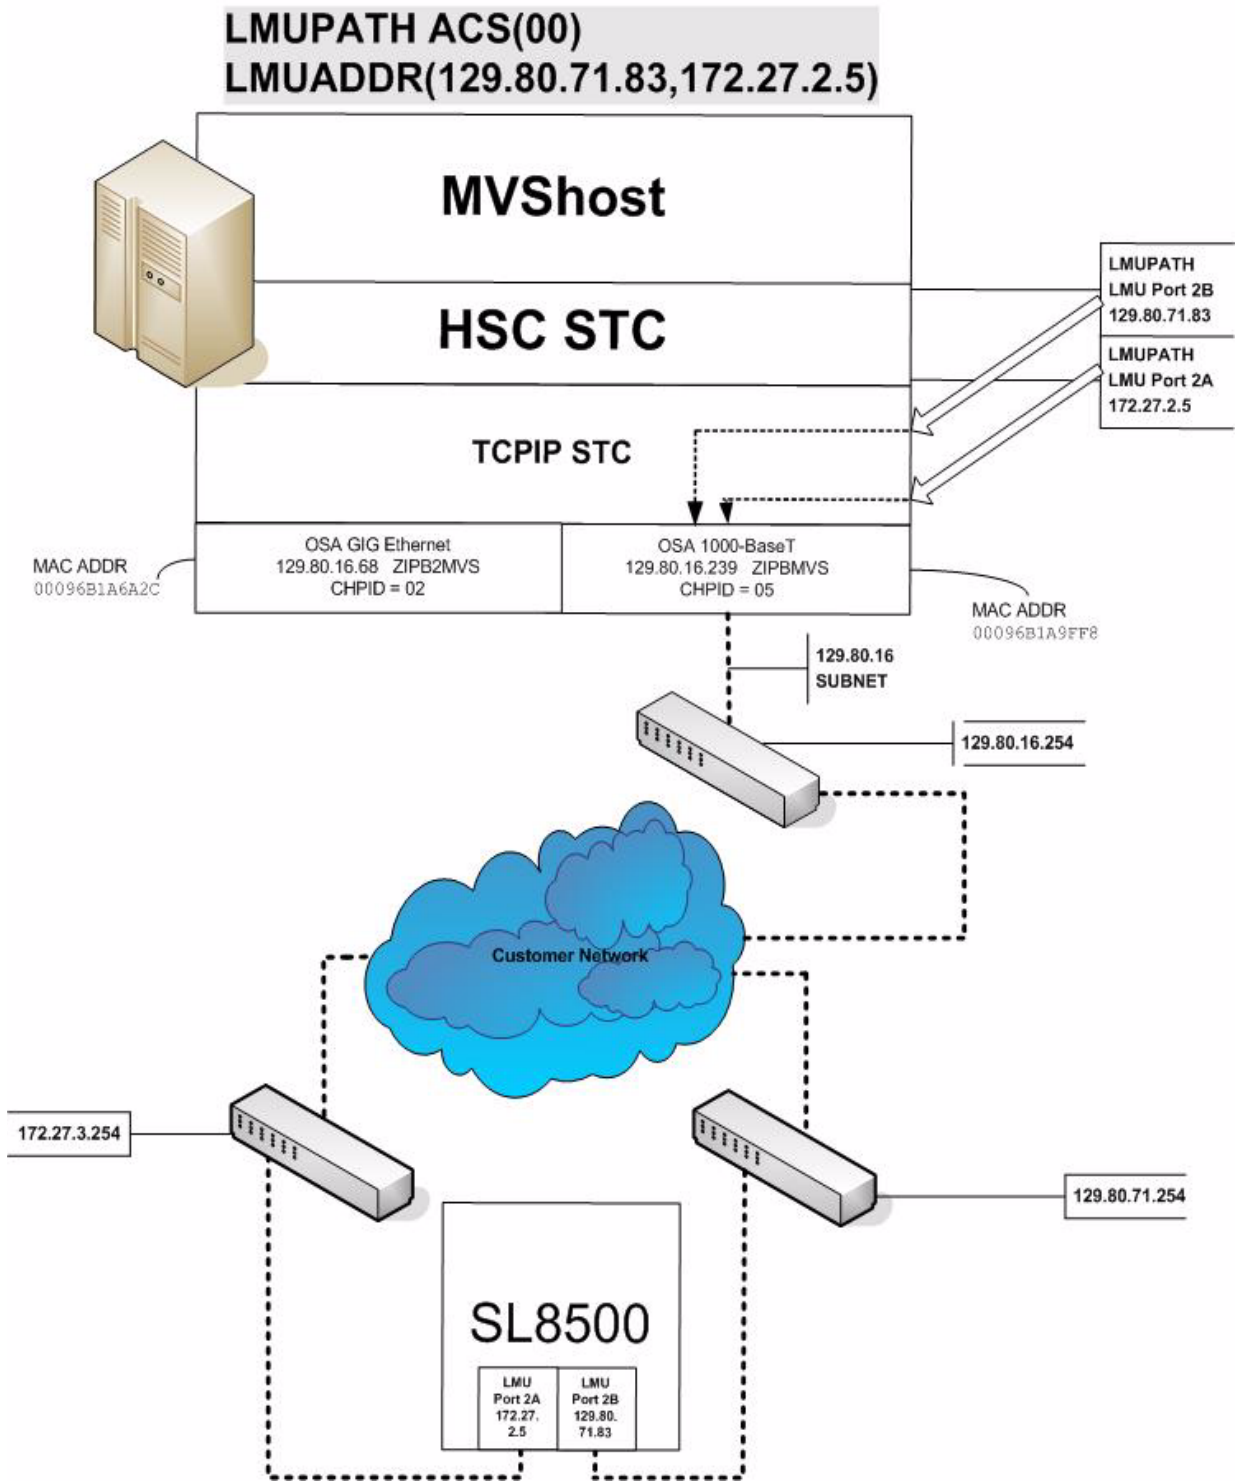 LMUPATH ACS(00)
LMUADDR(129.80.71.83,172.27.2.5)
MVShost
HSC STC
TCPIP STC
LMUPATH
LMU Port 2B
129.80.71.83
LMUPATH
LMU Port 2A
172.27.2.5
OSA GIG Ethernet
129.80.16.68 ZIPB2MVS
CHPID = 02
OSA 1000-BaseT
129.80.16.239 ZIPBMVS
CHPID = 05
MAC ADDR
00096B1A6A2C
MAC ADDR
00096B1A9FF8
129.80.16
SUBNET
129.80.16.254
Customer Network
172.27.3.254
129.80.71.254
SL8500
LMU
Port 2A
172.27.
2.5
LMU
Port 2B
129.80.
71.83